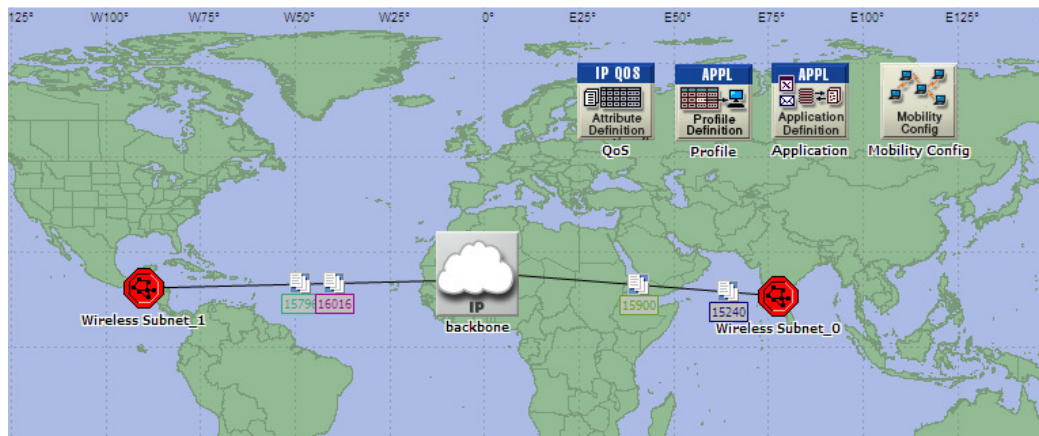 125° W100° W75° W50° W25° 0° E25° E50° E75° E100° E125°
IP QOS
Attribute
Definition
QoS
APPL
Profile
Definition
Profile
APPL
Application
Definition
Application
Mobility
Config
Mobility Config
IP
backbone
Wireless Subnet_1
16016
15900
15240
Wireless Subnet_0